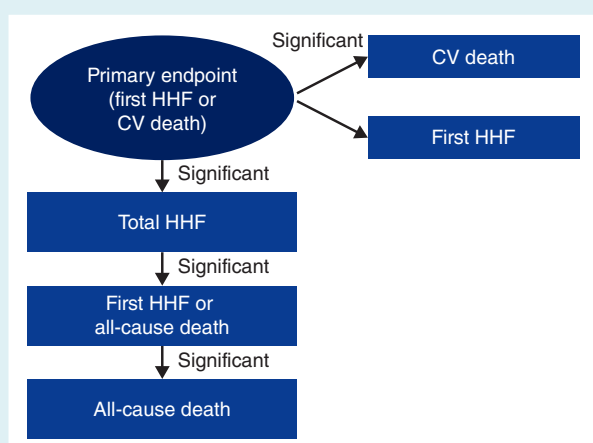 Primary endpoint
(first HHF or
CV death)
Significant
CV death
First HHF
Significant
Total HHF
Significant
First HHF or
all-cause death
Significant
All-cause death